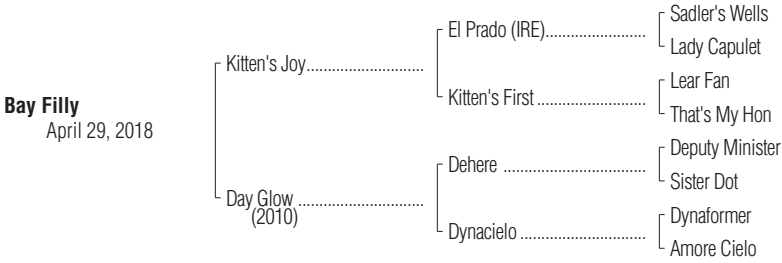 Sadler's Wells
El Prado (IRE)........................
Lady Capulet
Kitten's Joy............................
Lear Fan
Kitten's First..........................
That's My Hon
Bay Filly
April 29, 2018
Deputy Minister
Dehere ..................................
Sister Dot
Day Glow ..............................
(2010)
Dynaformer
Dynacielo ..............................
Amore Cielo